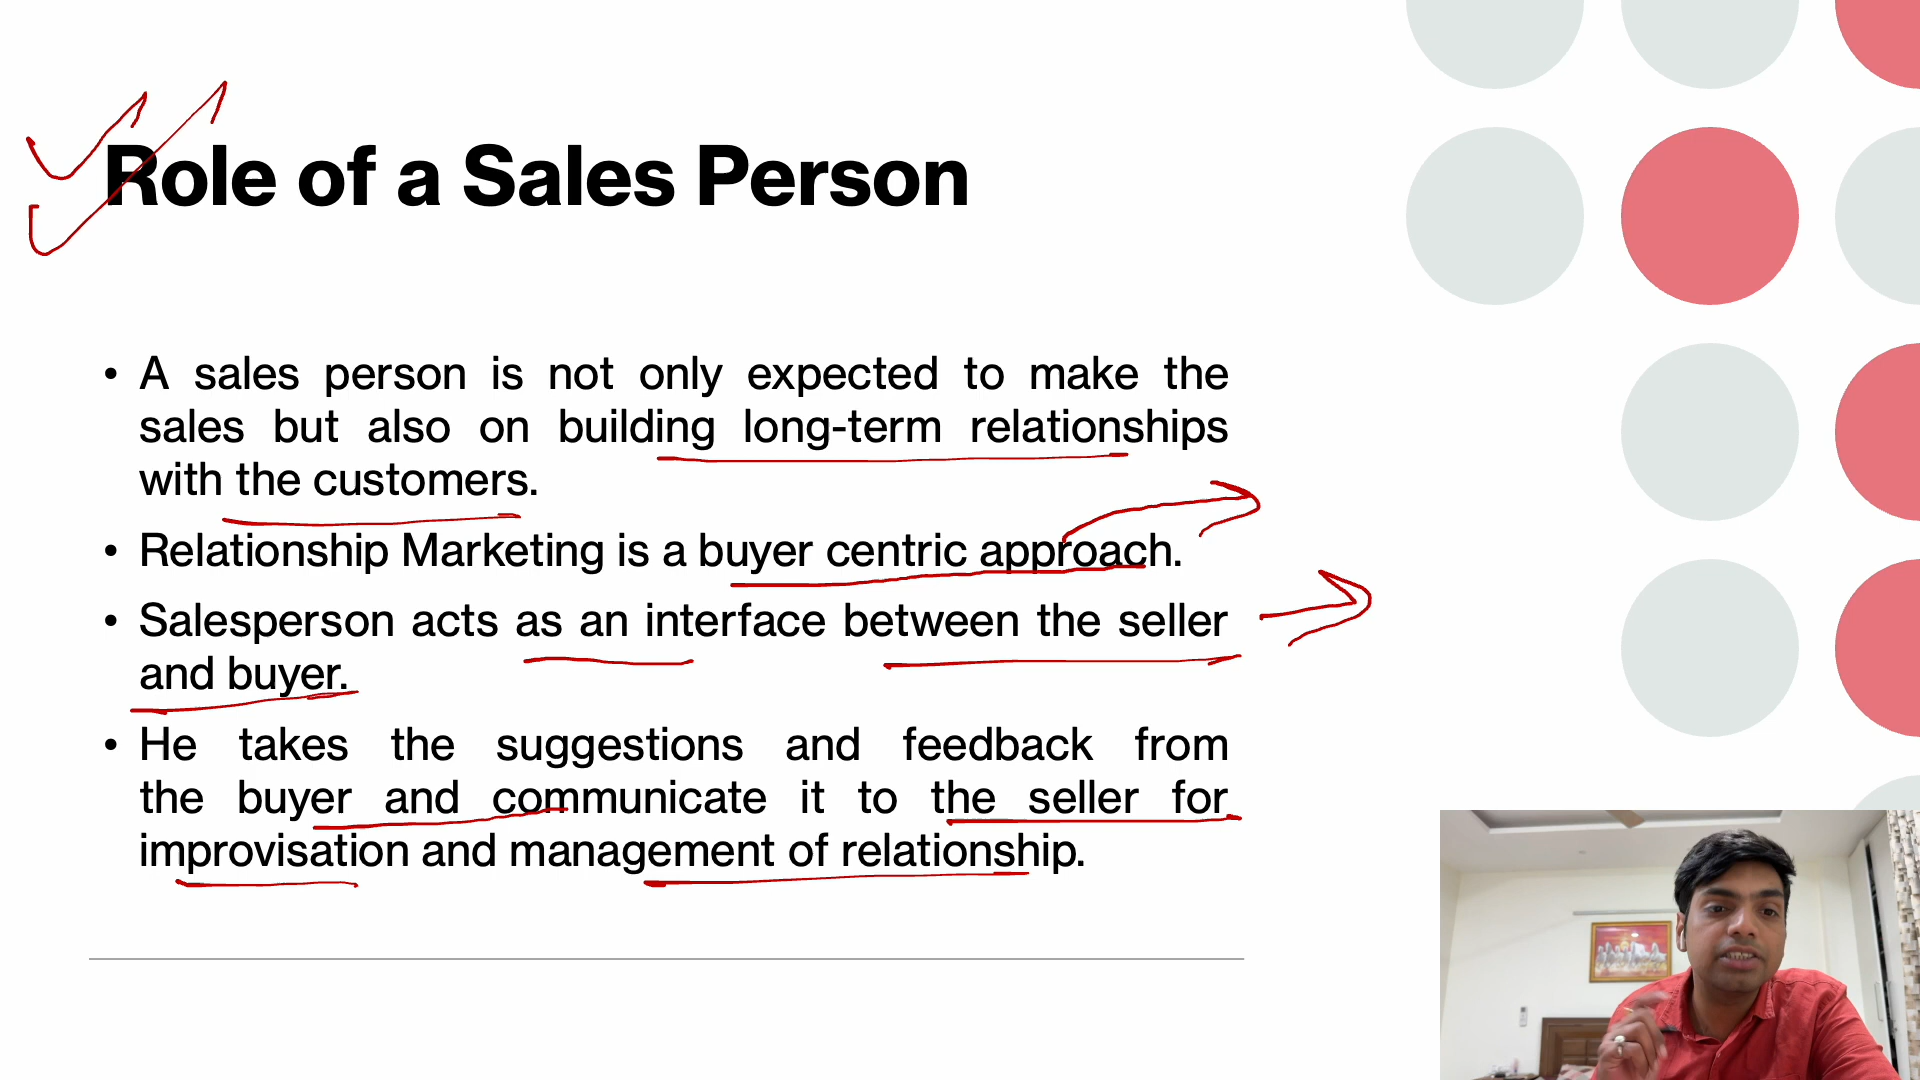 Role of a Sales Person
• A sales person is not only expected to make the
sales but also on building long-term relationships
with the customers.
• Relationship Marketing is a buyer centric approach.
• Salesperson acts as an interface between the seller
and buyer.
• He takes the suggestions and feedback from
the buyer and communicate it to the seller for
improvisation and management of relationship.